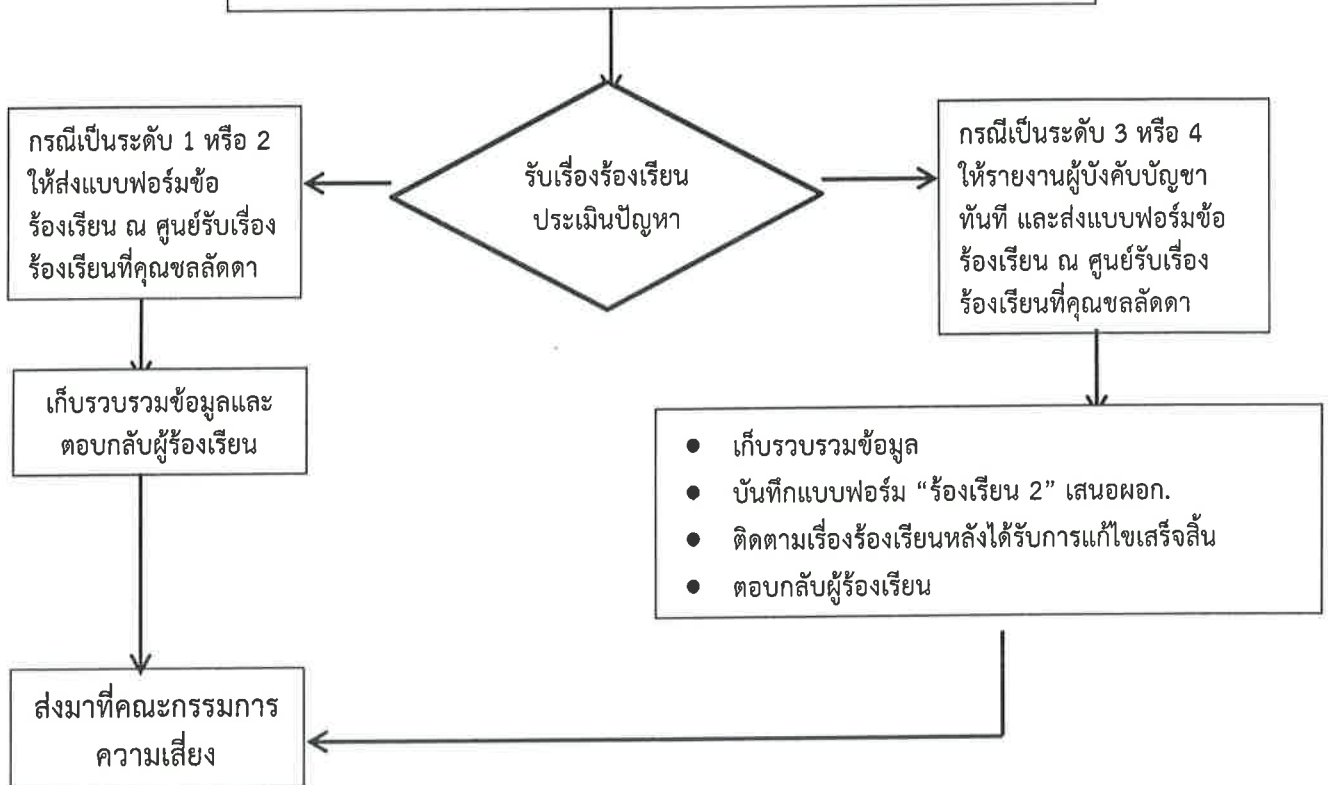 รับเรื่องร้องเรียน
ประเมินปัญหา
กรณีเป็นระดับ 1 หรือ 2
ให้ส่งแบบฟอร์มข้อ
ร้องเรียน ณ ศูนย์รับเรื่อง
ร้องเรียนที่คุณชลลัดดา
กรณีเป็นระดับ 3 หรือ 4
ให้รายงานผู้บังคับบัญชา
ทันที และส่งแบบฟอร์มข้อ
ร้องเรียน ณ ศูนย์รับเรื่อง
ร้องเรียนที่คุณชลลัดดา
เก็บรวบรวมข้อมูลและ
ตอบกลับผู้ร้องเรียน
● เก็บรวบรวมข้อมูล
● บันทึกแบบฟอร์ม “ร้องเรียน 2” เสนอผอก.
● ติดตามเรื่องร้องเรียนหลังได้รับการแก้ไขเสร็จสิ้น
● ตอบกลับผู้ร้องเรียน
ส่งมาที่คณะกรรมการ
ความเสี่ยง